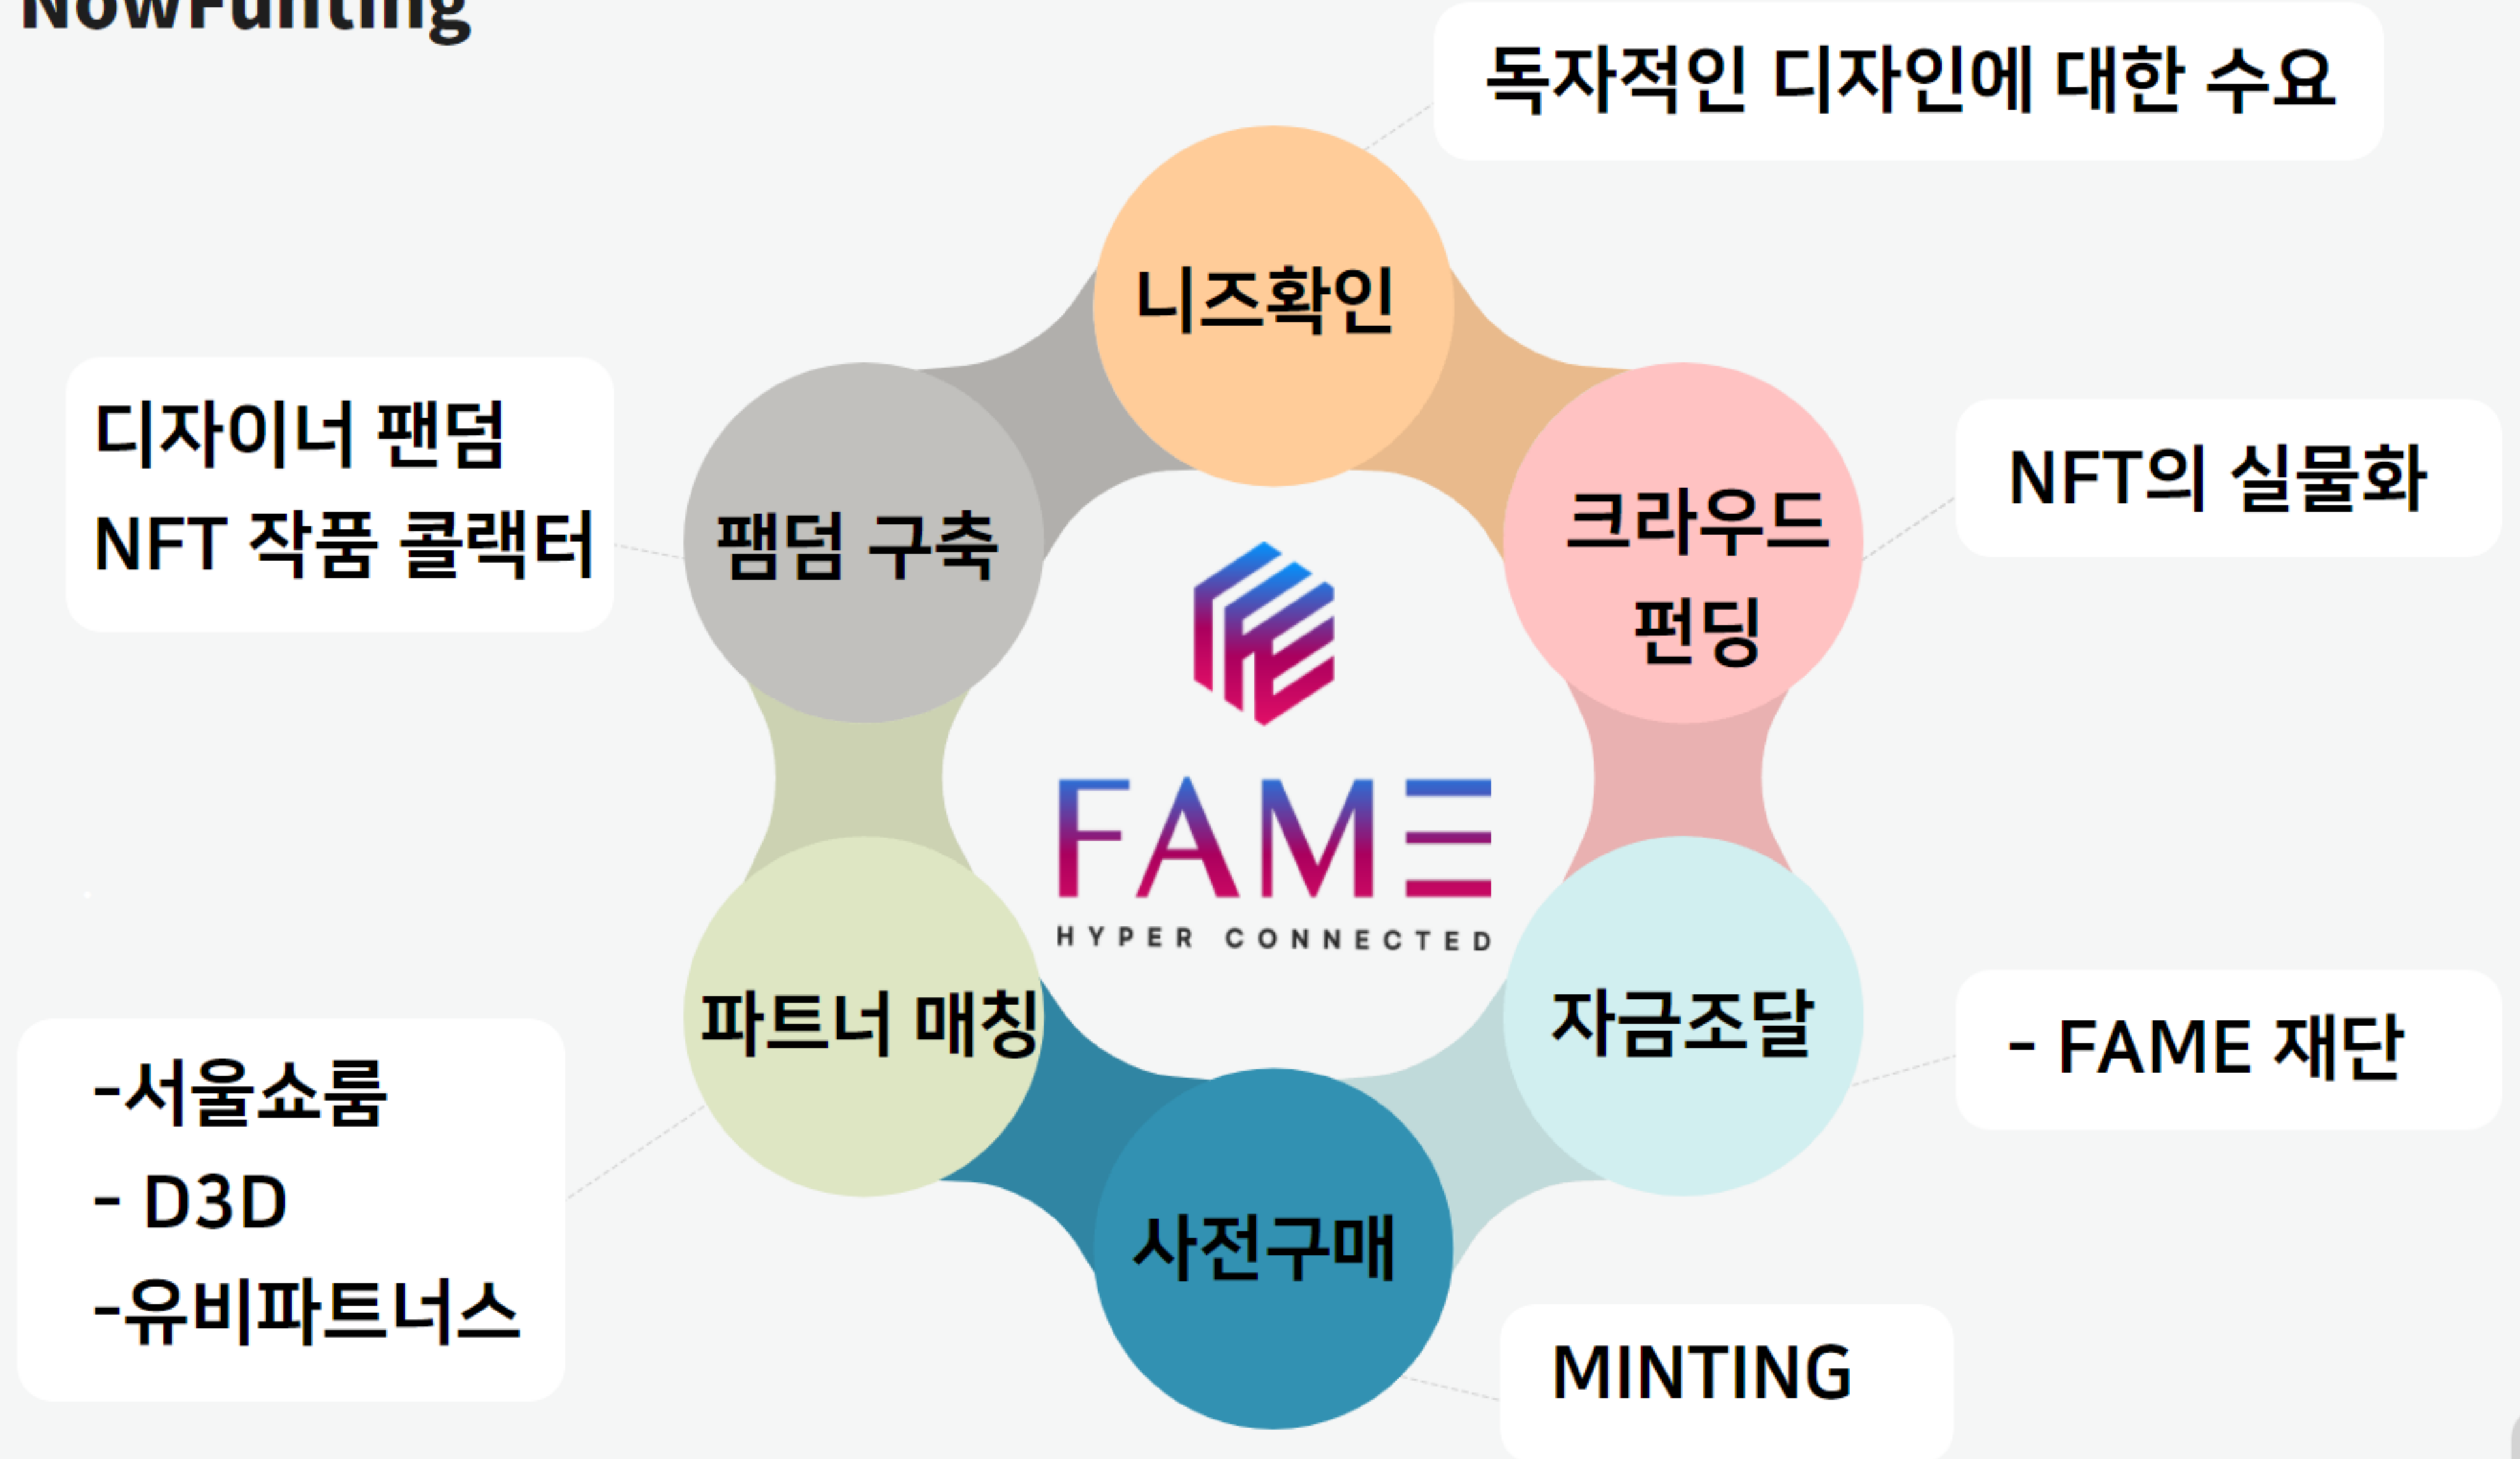 NowFunting
독자적인 디자인에 대한 수요
니즈확인
디자이너 팬덤
NFT 작품 콜랙터
팸덤 구축
크라우드
펀딩
NFT의 실물화
FAME
HYPER CONNECTED
파트너 매칭
자금조달
- FAME 재단
-서울쇼룸
- D3D
-유비파트너스
사전구매
MINTING